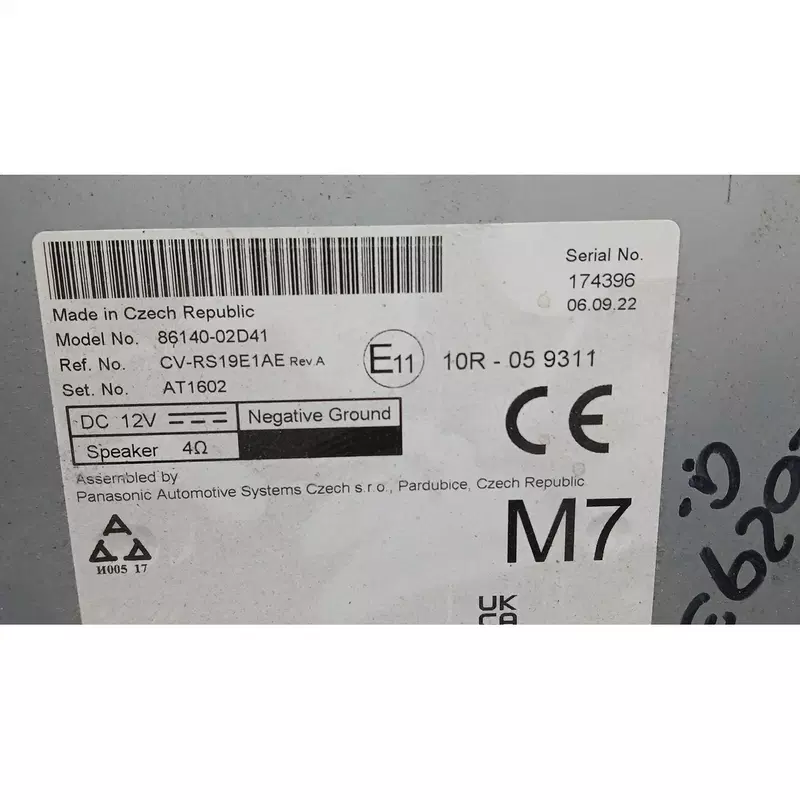 Serial No.
174396
06.09.22
Made in Czech Republic
Model No. 86140-02D41
Ref. No. CV-RS19E1AE Rev.A
Set. No. AT1602
E11 10R - 05 9311
DC 12V Negative Ground
Speaker 4Ω
CE
Assembled by
Panasonic Automotive Systems Czech s.r.o., Pardubice, Czech Republic
M7
И005 17
UK
CA